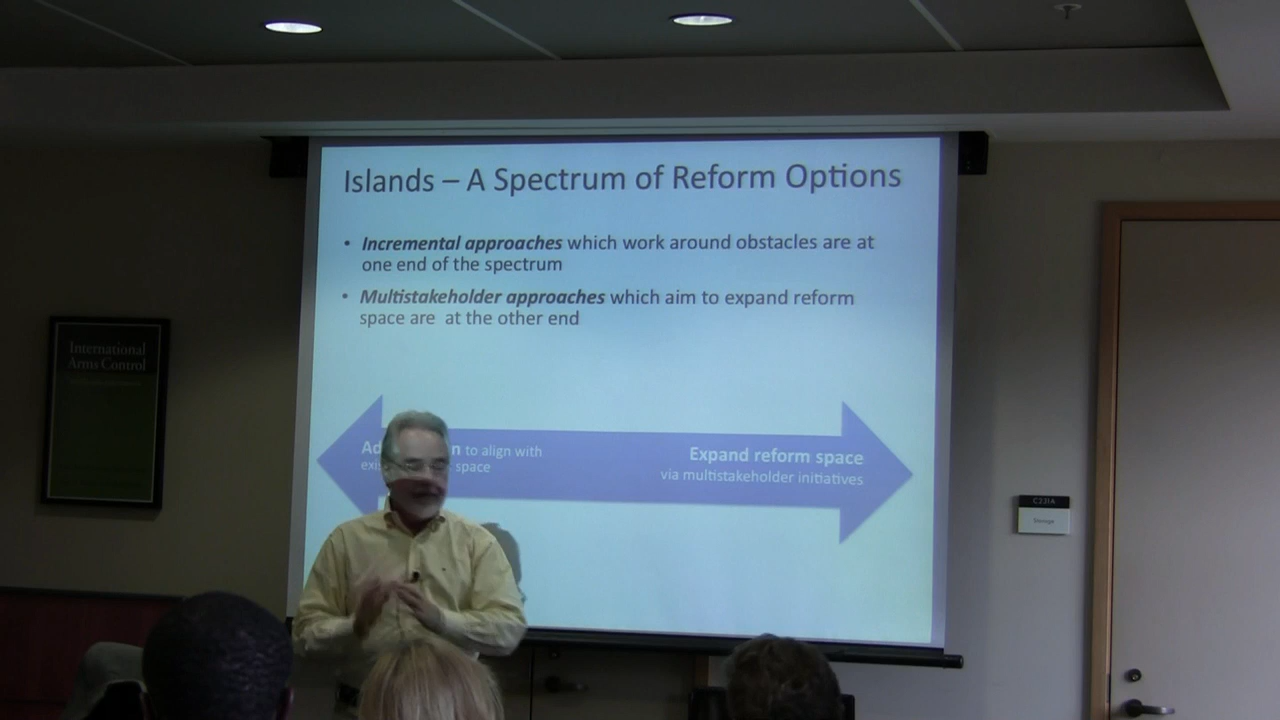 Islands – A Spectrum of Reform Options
• Incremental approaches which work around obstacles are at
one end of the spectrum
• Multistakeholder approaches which aim to expand reform
space are at the other end
to align with
space
Expand reform space
via multistakeholder initiatives
International
Arms Control
C231A
Storage